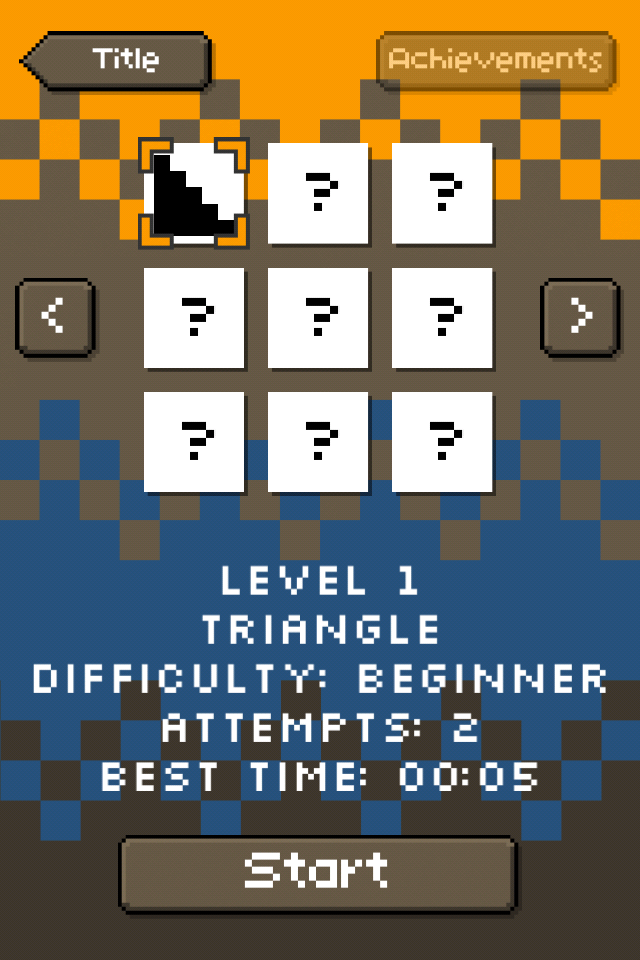 Title
Achievements
? ?
< ? ? ? >
? ? ?
LEVEL 1
TRIANGLE
DIFFICULTY: BEGINNER
ATTEMPTS: 2
BEST TIME: 00:05
Start